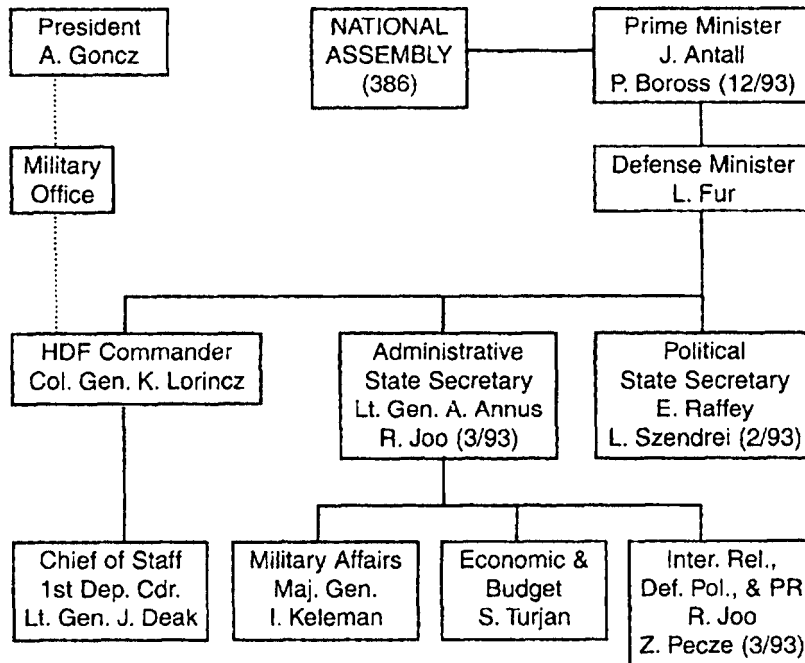 President
A. Goncz
NATIONAL
ASSEMBLY
(386)
Prime Minister
J. Antall
P. Boross (12/93)
Military
Office
Defense Minister
L. Fur
HDF Commander
Col. Gen. K. Lorincz
Administrative
State Secretary
Lt. Gen. A. Annus
R. Joo (3/93)
Political
State Secretary
E. Raffey
L. Szendrei (2/93)
Chief of Staff
1st Dep. Cdr.
Lt. Gen. J. Deak
Military Affairs
Maj. Gen.
I. Keleman
Economic &
Budget
S. Turjan
Inter. Rel.,
Def. Pol., & PR
R. Joo
Z. Pecze (3/93)